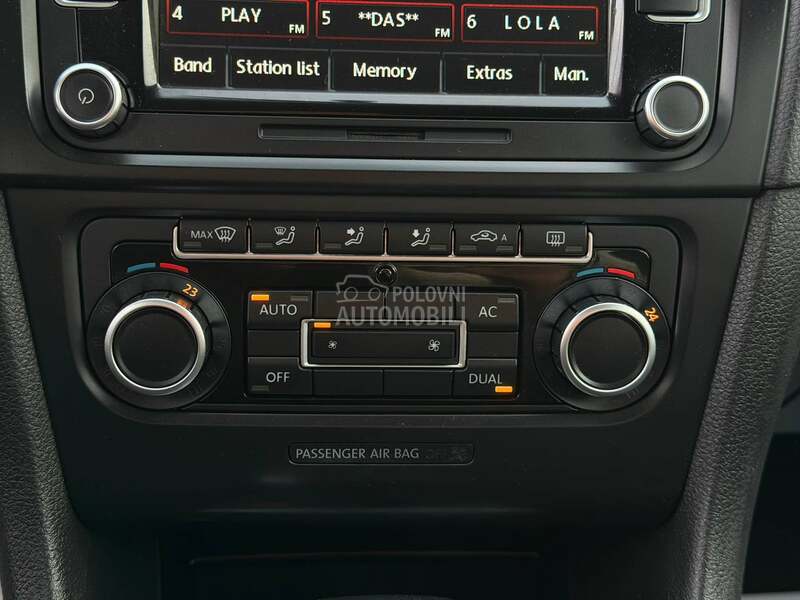 4 PLAY FM 5 **DAS** FM 6 LOLA FM
Band Station list Memory Extras Man.
MAX A
POLOVNI
AUTOMOBILI
23 24
AUTO AC
OFF DUAL
PASSENGER AIR BAG OFF